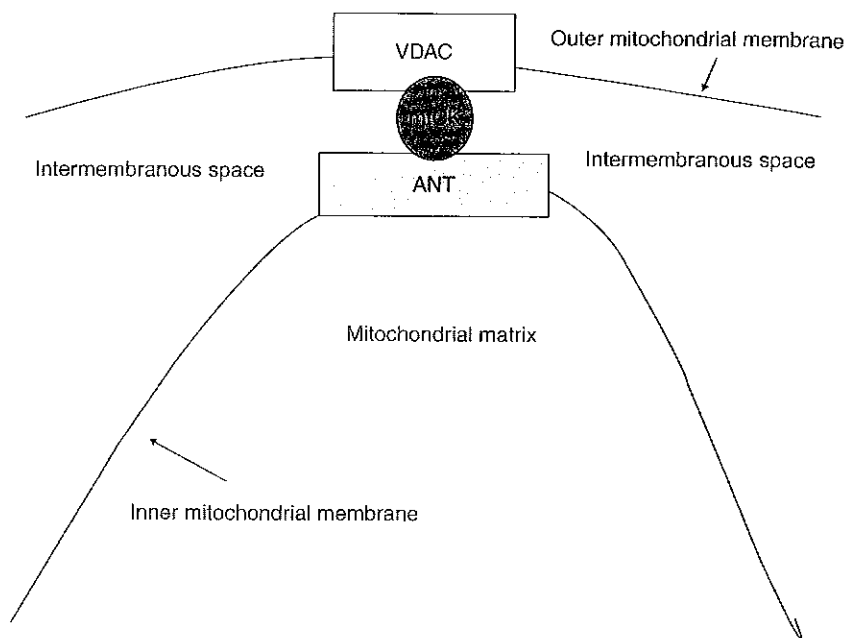 VDAC
Outer mitochondrial membrane
Intermembranous space
Intermembranous space
ANT
Mitochondrial matrix
Inner mitochondrial membrane